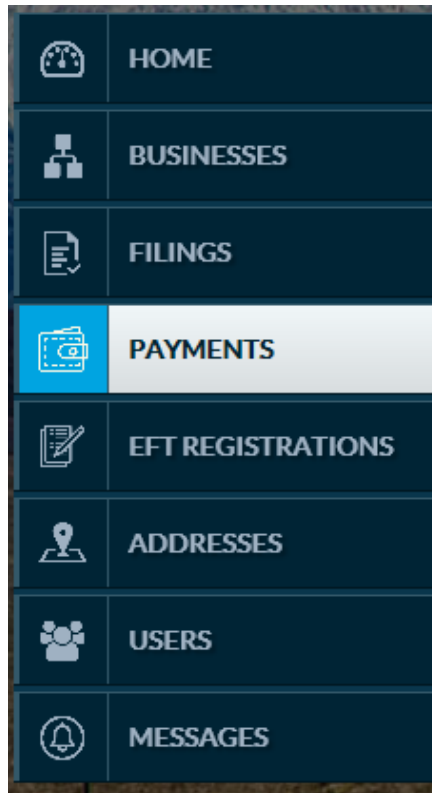 HOME
BUSINESSES
FILINGS
PAYMENTS
EFT REGISTRATIONS
ADDRESSES
USERS
MESSAGES